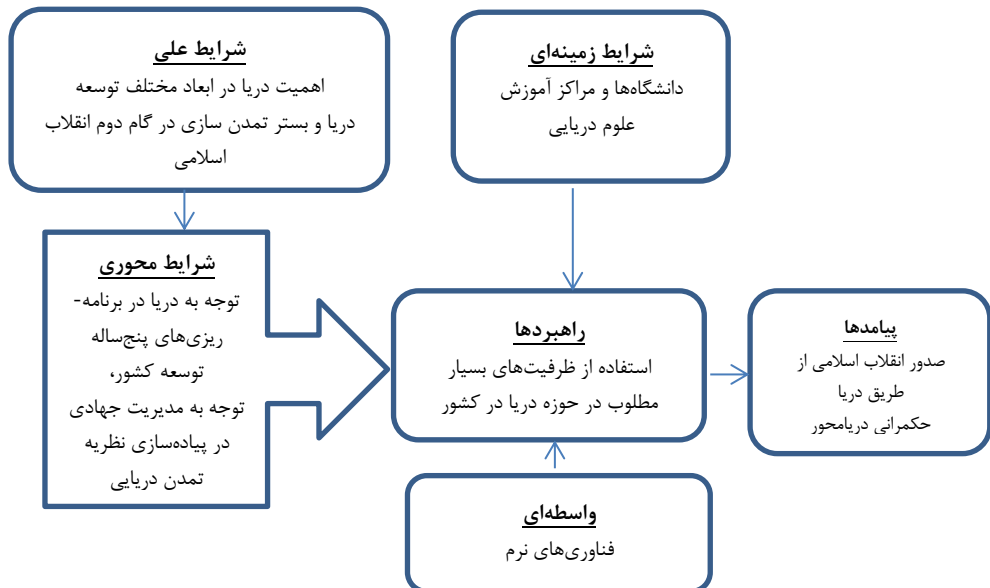 شرایط علی
اهمیت دریا در ابعاد مختلف توسعه
دریا و بستر تمدن سازی در گام دوم انقلاب
اسلامی
شرایط زمینه‌ای
دانشگاه‌ها و مراکز آموزش
علوم دریایی
شرایط محوری
توجه به دریا در برنامه-
ریزی‌های پنج‌ساله
توسعه کشور،
توجه به مدیریت جهادی
در پیاده‌سازی نظریه
تمدن دریایی
راهبردها
استفاده از ظرفیت‌های بسیار
مطلوب در حوزه دریا در کشور
پیامدها
صدور انقلاب اسلامی از
طریق دریا
حکمرانی دریامحور
واسطه‌ای
فناوری‌های نرم